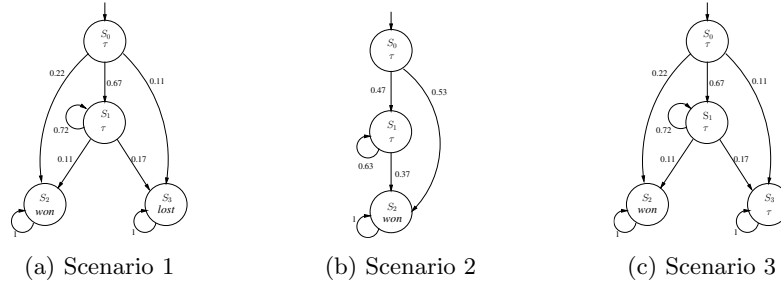 S₀
τ
0.22
0.67
0.11
S₁
τ
0.72
0.11
0.17
S₂
won
S₃
lost
1
1
(a) Scenario 1
S₀
τ
0.47
0.53
S₁
τ
0.63
0.37
S₂
won
1
(b) Scenario 2
S₀
τ
0.22
0.67
0.11
S₁
τ
0.72
0.11
0.17
S₂
won
S₃
τ
1
1
(c) Scenario 3